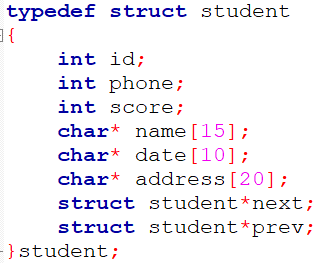 typedef struct student
{
    int id;
    int phone;
    int score;
    char* name[15];
    char* date[10];
    char* address[20];
    struct student*next;
    struct student*prev;
}student;